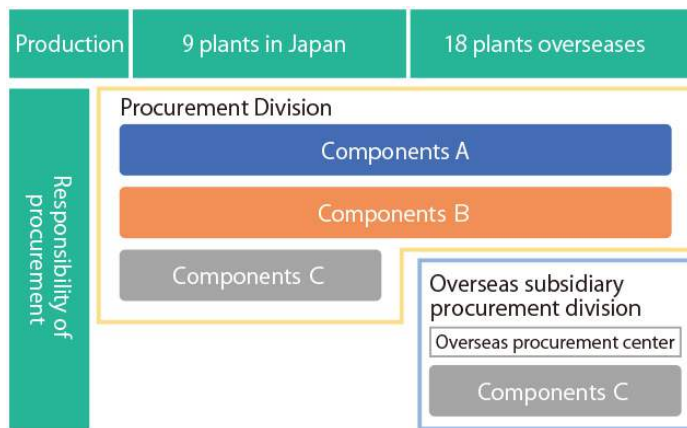 Production
9 plants in Japan
18 plants overseases
Responsibility of
procurement
Procurement Division
Components A
Components B
Components C
Overseas subsidiary
procurement division
Overseas procurement center
Components C